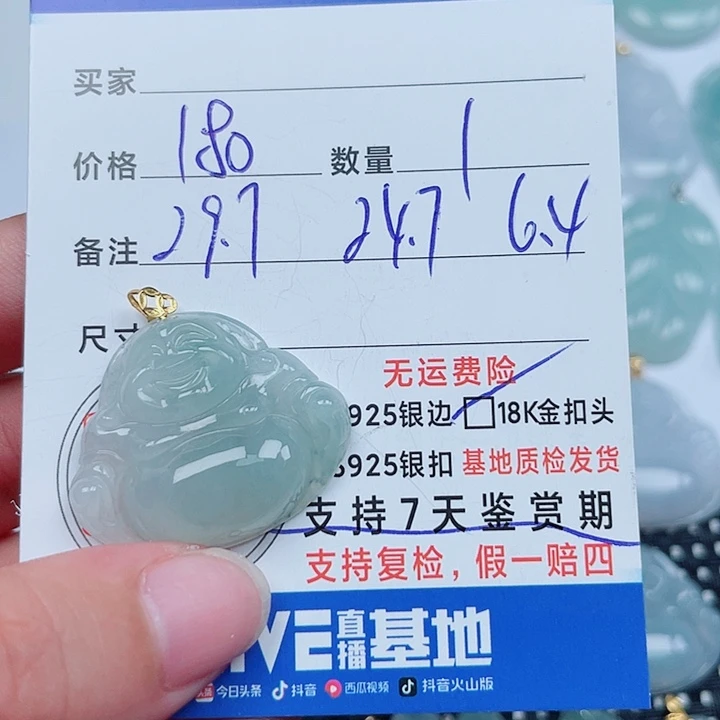 买家
价格 180 数量 1
备注 29.7 24.7 6.4
尺寸
无运费险
925银边 18K金扣头
S925银扣 基地质检发货
支持7天鉴赏期
支持复检，假一赔四
直播基地
今日头条 抖音 西瓜视频 抖音火山版